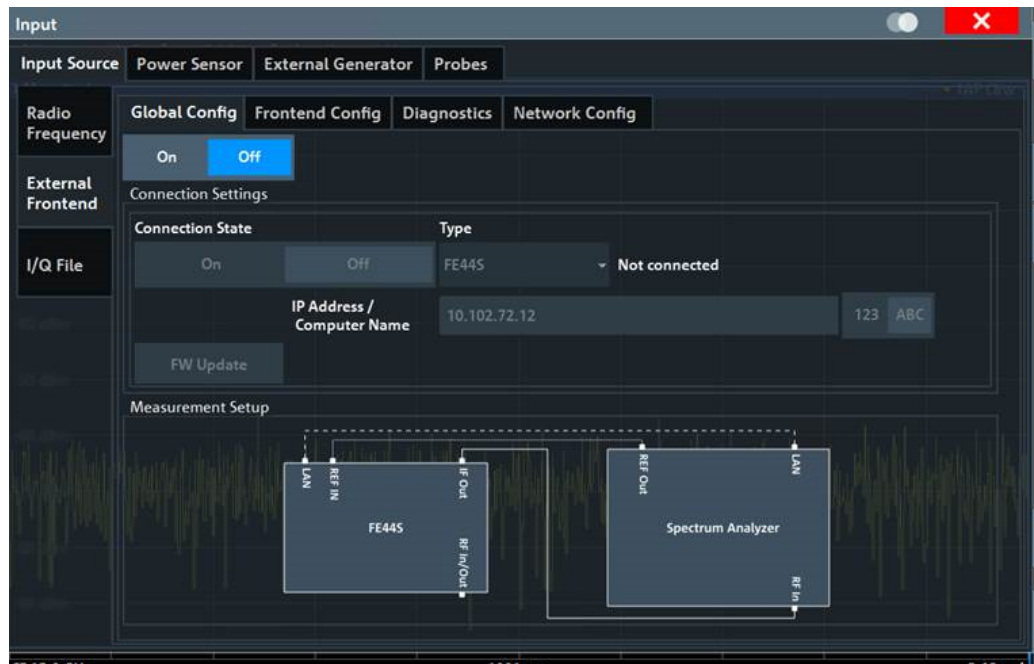 Input
Input Source Power Sensor External Generator Probes
Radio Frequency
External Frontend
I/Q File
Global Config Frontend Config Diagnostics Network Config
On Off
Connection Settings
Connection State
On Off
Type
FE44S
Not connected
IP Address /
Computer Name
10.102.72.12
123 ABC
FW Update
Measurement Setup
LAN
REF IN
IF Out
FE44S
RF In/Out
REF Out
LAN
Spectrum Analyzer
RF In